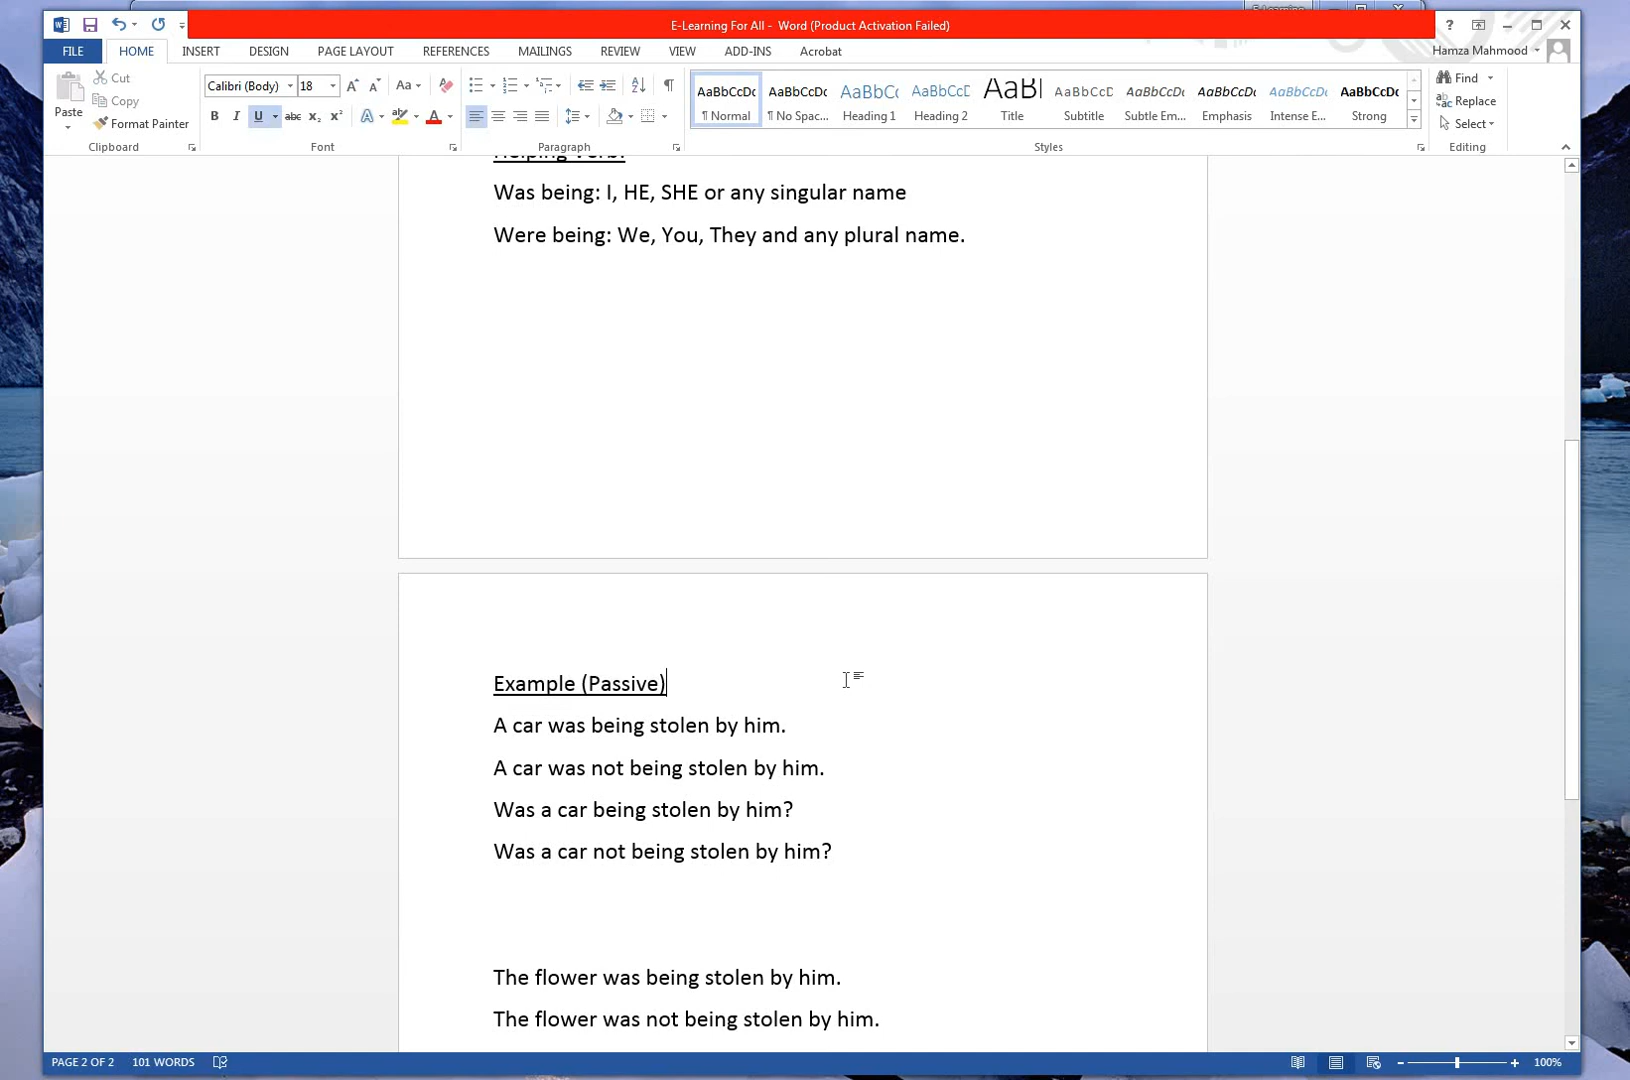 E-Learning For All - Word (Product Activation Failed)
FILE HOME INSERT DESIGN PAGE LAYOUT REFERENCES MAILINGS REVIEW VIEW ADD-INS Acrobat Hamza Mahmood
Cut
Copy
Paste
Format Painter
Calibri (Body) 18
AaBbCcDc AaBbCcDc AaBbCc AaBbCcD AaBl AaBbCcD AaBbCcDc AaBbCcDc AaBbCcDc AaBbCcDc
¶ Normal ¶ No Spac... Heading 1 Heading 2 Title Subtitle Subtle Em... Emphasis Intense E... Strong
Find
Replace
Select
Clipboard Font Paragraph Styles Editing
Helping Verb:
Was being: I, HE, SHE or any singular name
Were being: We, You, They and any plural name.
Example (Passive)
A car was being stolen by him.
A car was not being stolen by him.
Was a car being stolen by him?
Was a car not being stolen by him?
The flower was being stolen by him.
The flower was not being stolen by him.
PAGE 2 OF 2 101 WORDS 100%